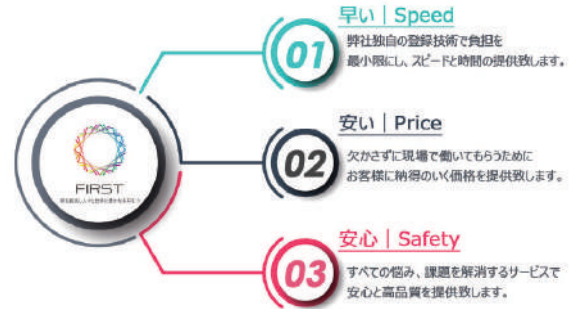 早い | Speed
01
弊社独自の登録技術で負担を
最小限にし、スピードと時間の提供致します。
安い | Price
02
欠かさずに現場で働いてもらうために
お客様に納得のいく価格を提供致します。
FIRST
安心 | Safety
03
すべての悩み、課題を解消するサービスで
安心と高品質を提供致します。